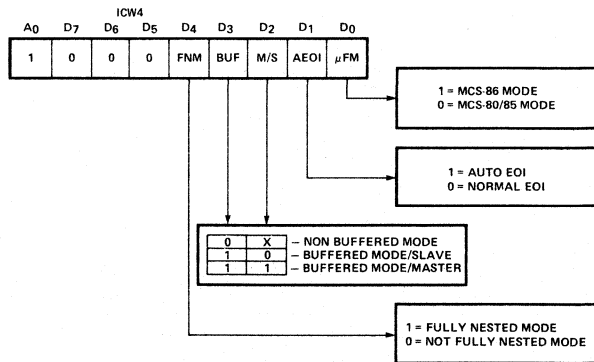 ICW4
A0 D7 D6 D5 D4 D3 D2 D1 D0
1 0 0 0 FNM BUF M/S AEOI μFM
1 = MCS-86 MODE
0 = MCS-80/85 MODE
1 = AUTO EOI
0 = NORMAL EOI
0 X – NON BUFFERED MODE
1 0 – BUFFERED MODE/SLAVE
1 1 – BUFFERED MODE/MASTER
1 = FULLY NESTED MODE
0 = NOT FULLY NESTED MODE